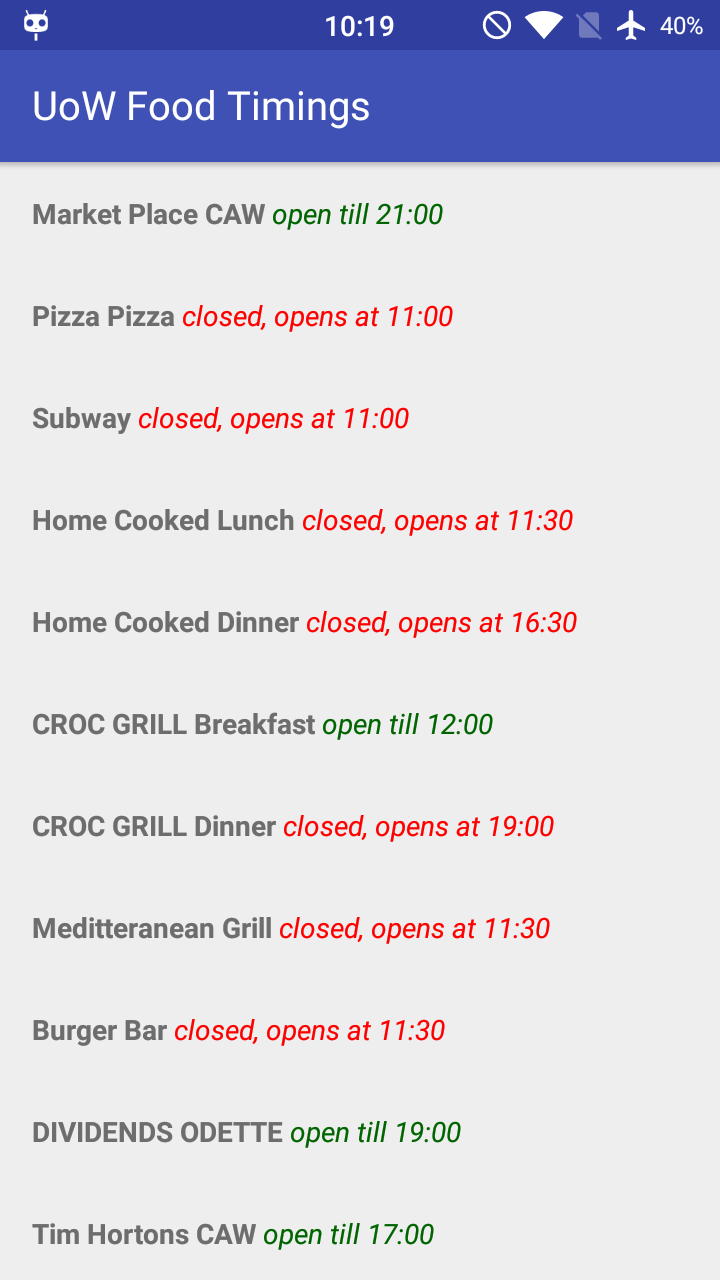 10:19 40%
UoW Food Timings
Market Place CAW open till 21:00
Pizza Pizza closed, opens at 11:00
Subway closed, opens at 11:00
Home Cooked Lunch closed, opens at 11:30
Home Cooked Dinner closed, opens at 16:30
CROC GRILL Breakfast open till 12:00
CROC GRILL Dinner closed, opens at 19:00
Meditteranean Grill closed, opens at 11:30
Burger Bar closed, opens at 11:30
DIVIDENDS ODETTE open till 19:00
Tim Hortons CAW open till 17:00